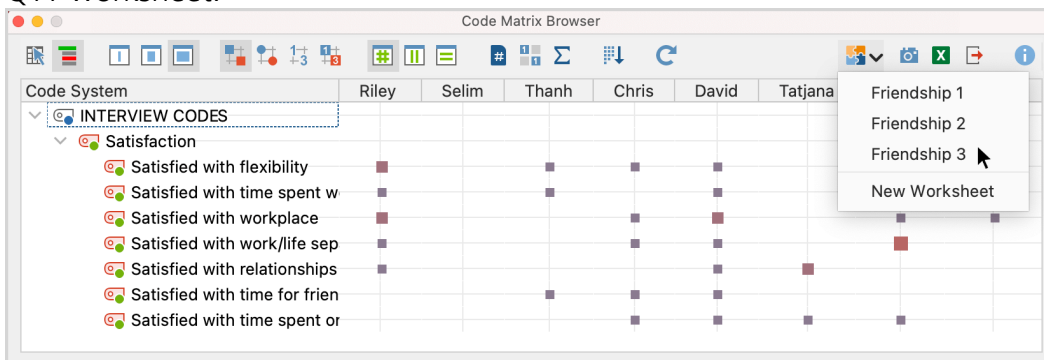 QTT worksheet.
Code Matrix Browser
Code System Riley Selim Thanh Chris David Tatjana
Friendship 1
Friendship 2
Friendship 3
New Worksheet
INTERVIEW CODES
Satisfaction
Satisfied with flexibility
Satisfied with time spent w
Satisfied with workplace
Satisfied with work/life sep
Satisfied with relationships
Satisfied with time for frien
Satisfied with time spent or